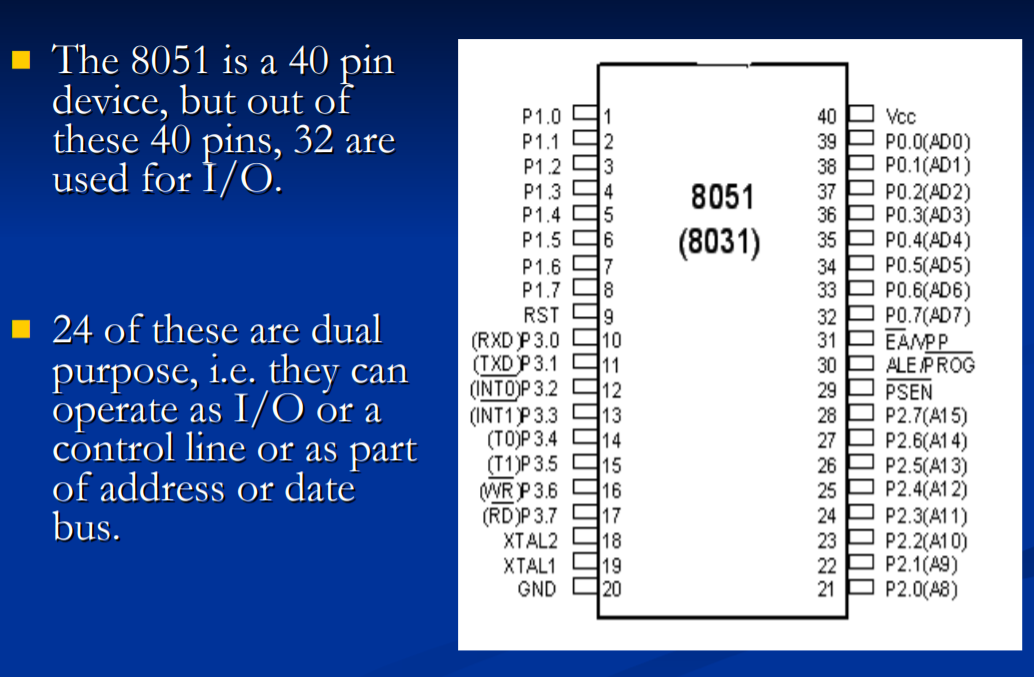 The 8051 is a 40 pin
device, but out of
these 40 pins, 32 are
used for I/O.
24 of these are dual
purpose, i.e. they can
operate as I/O or a
control line or as part
of address or date
bus.
8051
(8031)
P1.0 1
P1.1 2
P1.2 3
P1.3 4
P1.4 5
P1.5 6
P1.6 7
P1.7 8
RST 9
(RXD)P3.0 10
(TXD)P3.1 11
(INT0)P3.2 12
(INT1)P3.3 13
(T0)P3.4 14
(T1)P3.5 15
(WR)P3.6 16
(RD)P3.7 17
XTAL2 18
XTAL1 19
GND 20
40 Vcc
39 P0.0(AD0)
38 P0.1(AD1)
37 P0.2(AD2)
36 P0.3(AD3)
35 P0.4(AD4)
34 P0.5(AD5)
33 P0.6(AD6)
32 P0.7(AD7)
31 EA/VPP
30 ALE/PROG
29 PSEN
28 P2.7(A15)
27 P2.6(A14)
26 P2.5(A13)
25 P2.4(A12)
24 P2.3(A11)
23 P2.2(A10)
22 P2.1(A9)
21 P2.0(A8)